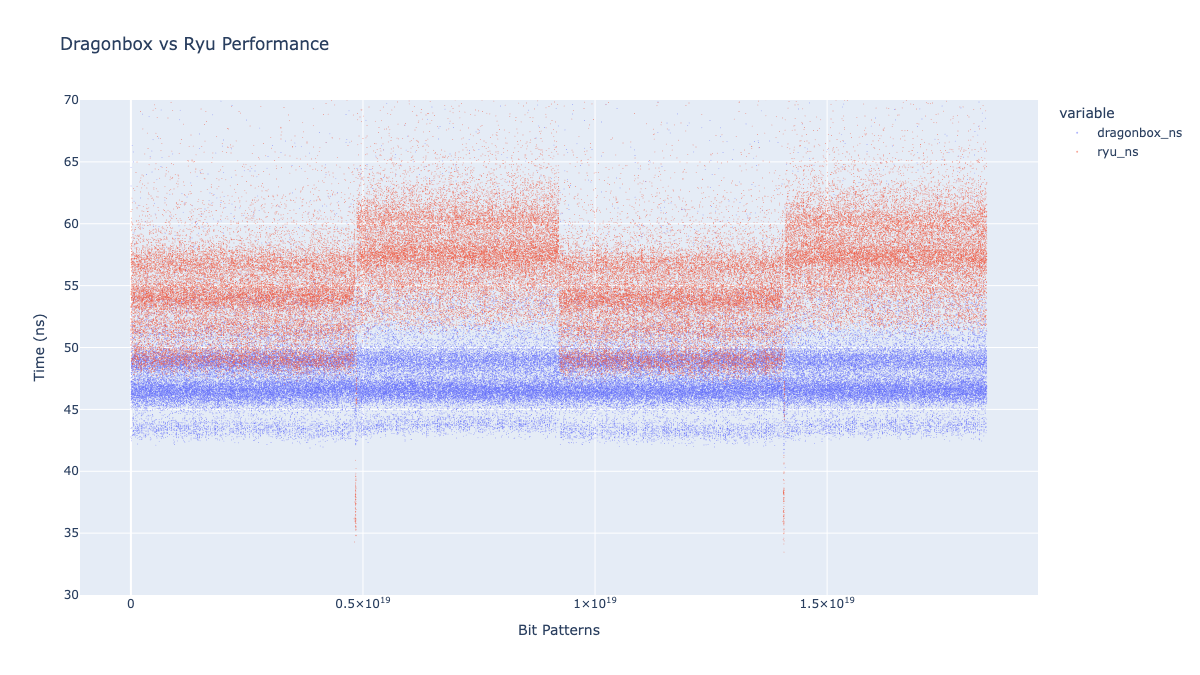 Dragonbox vs Ryu Performance
variable
dragonbox_ns
ryu_ns
Time (ns)
70
65
60
55
50
45
40
35
30
0
0.5×10¹⁹
1×10¹⁹
1.5×10¹⁹
Bit Patterns